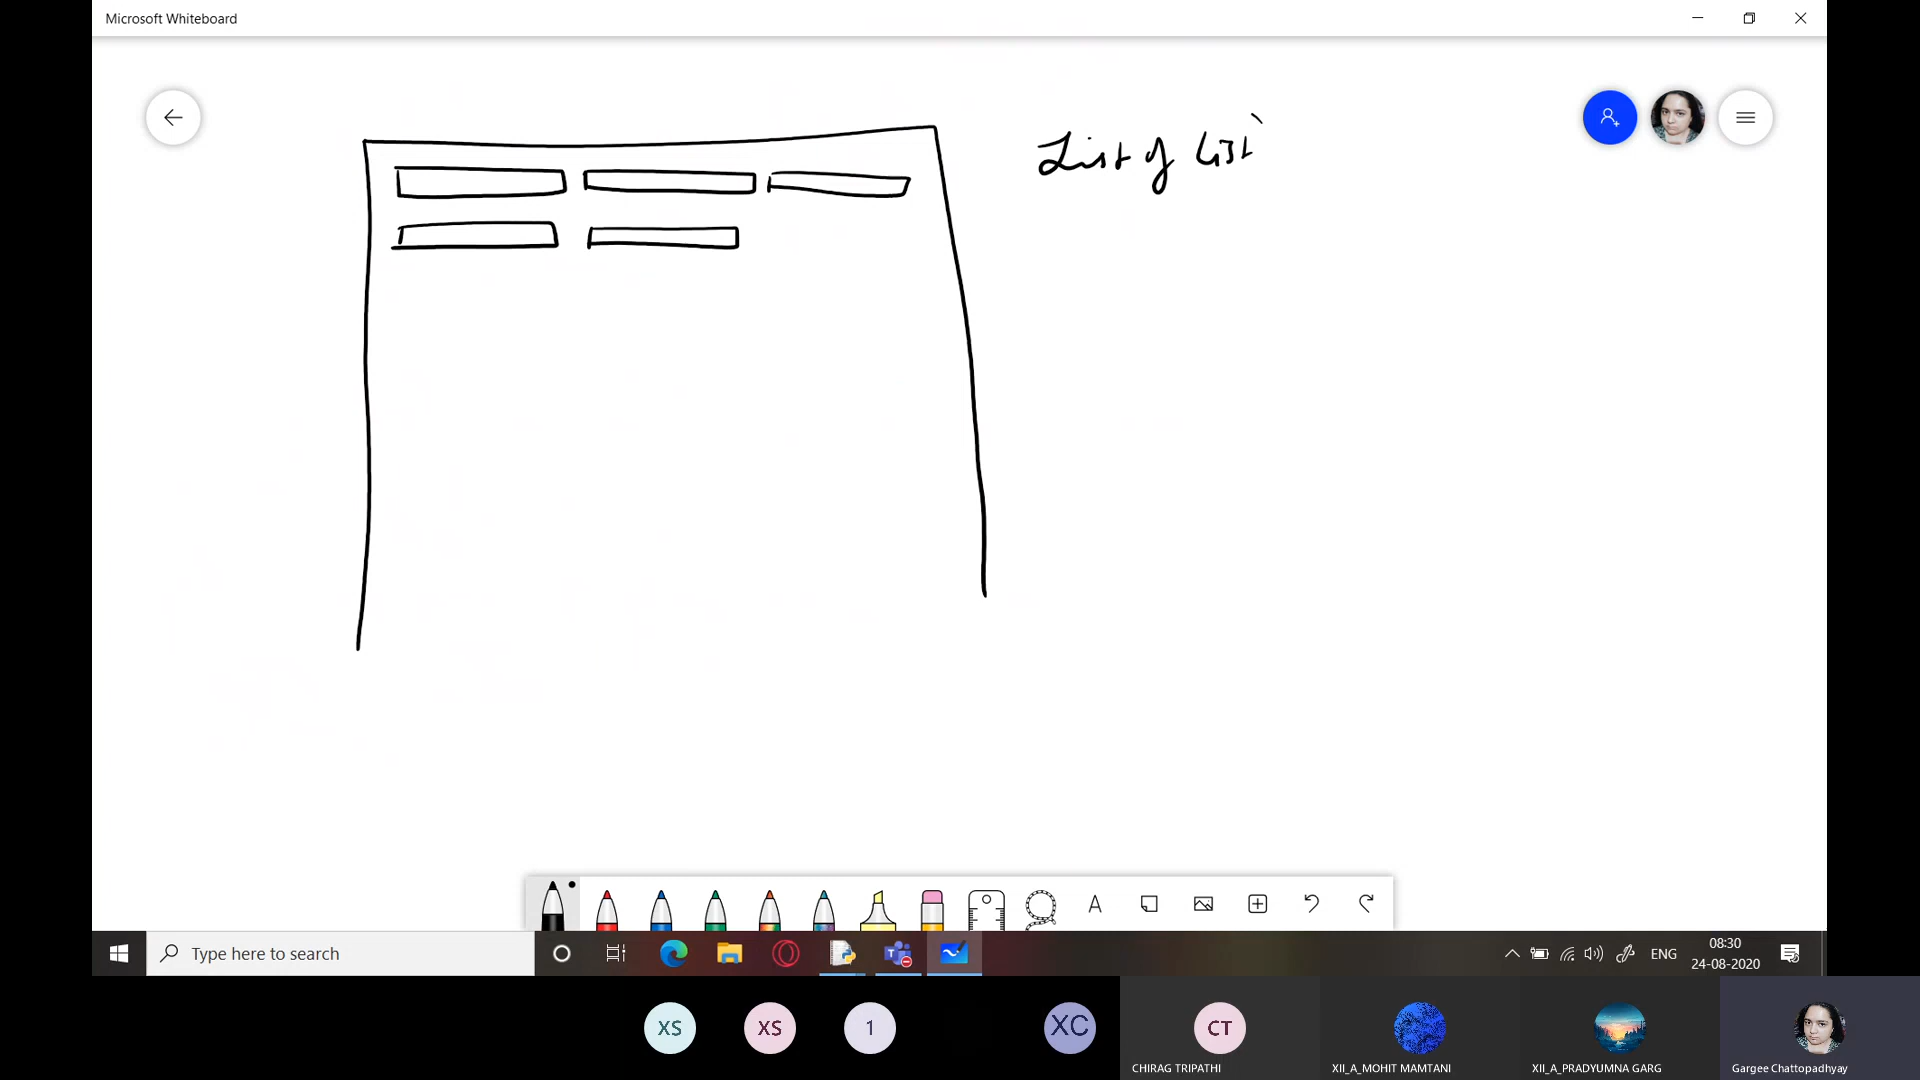 Microsoft Whiteboard
List of List
A
Type here to search
ENG
08:30
24-08-2020
XS
XS
1
XC
CT
CHIRAG TRIPATHI
XII_A_MOHIT MAMTANI
XII_A_PRADYUMNA GARG
Gargee Chattopadhyay